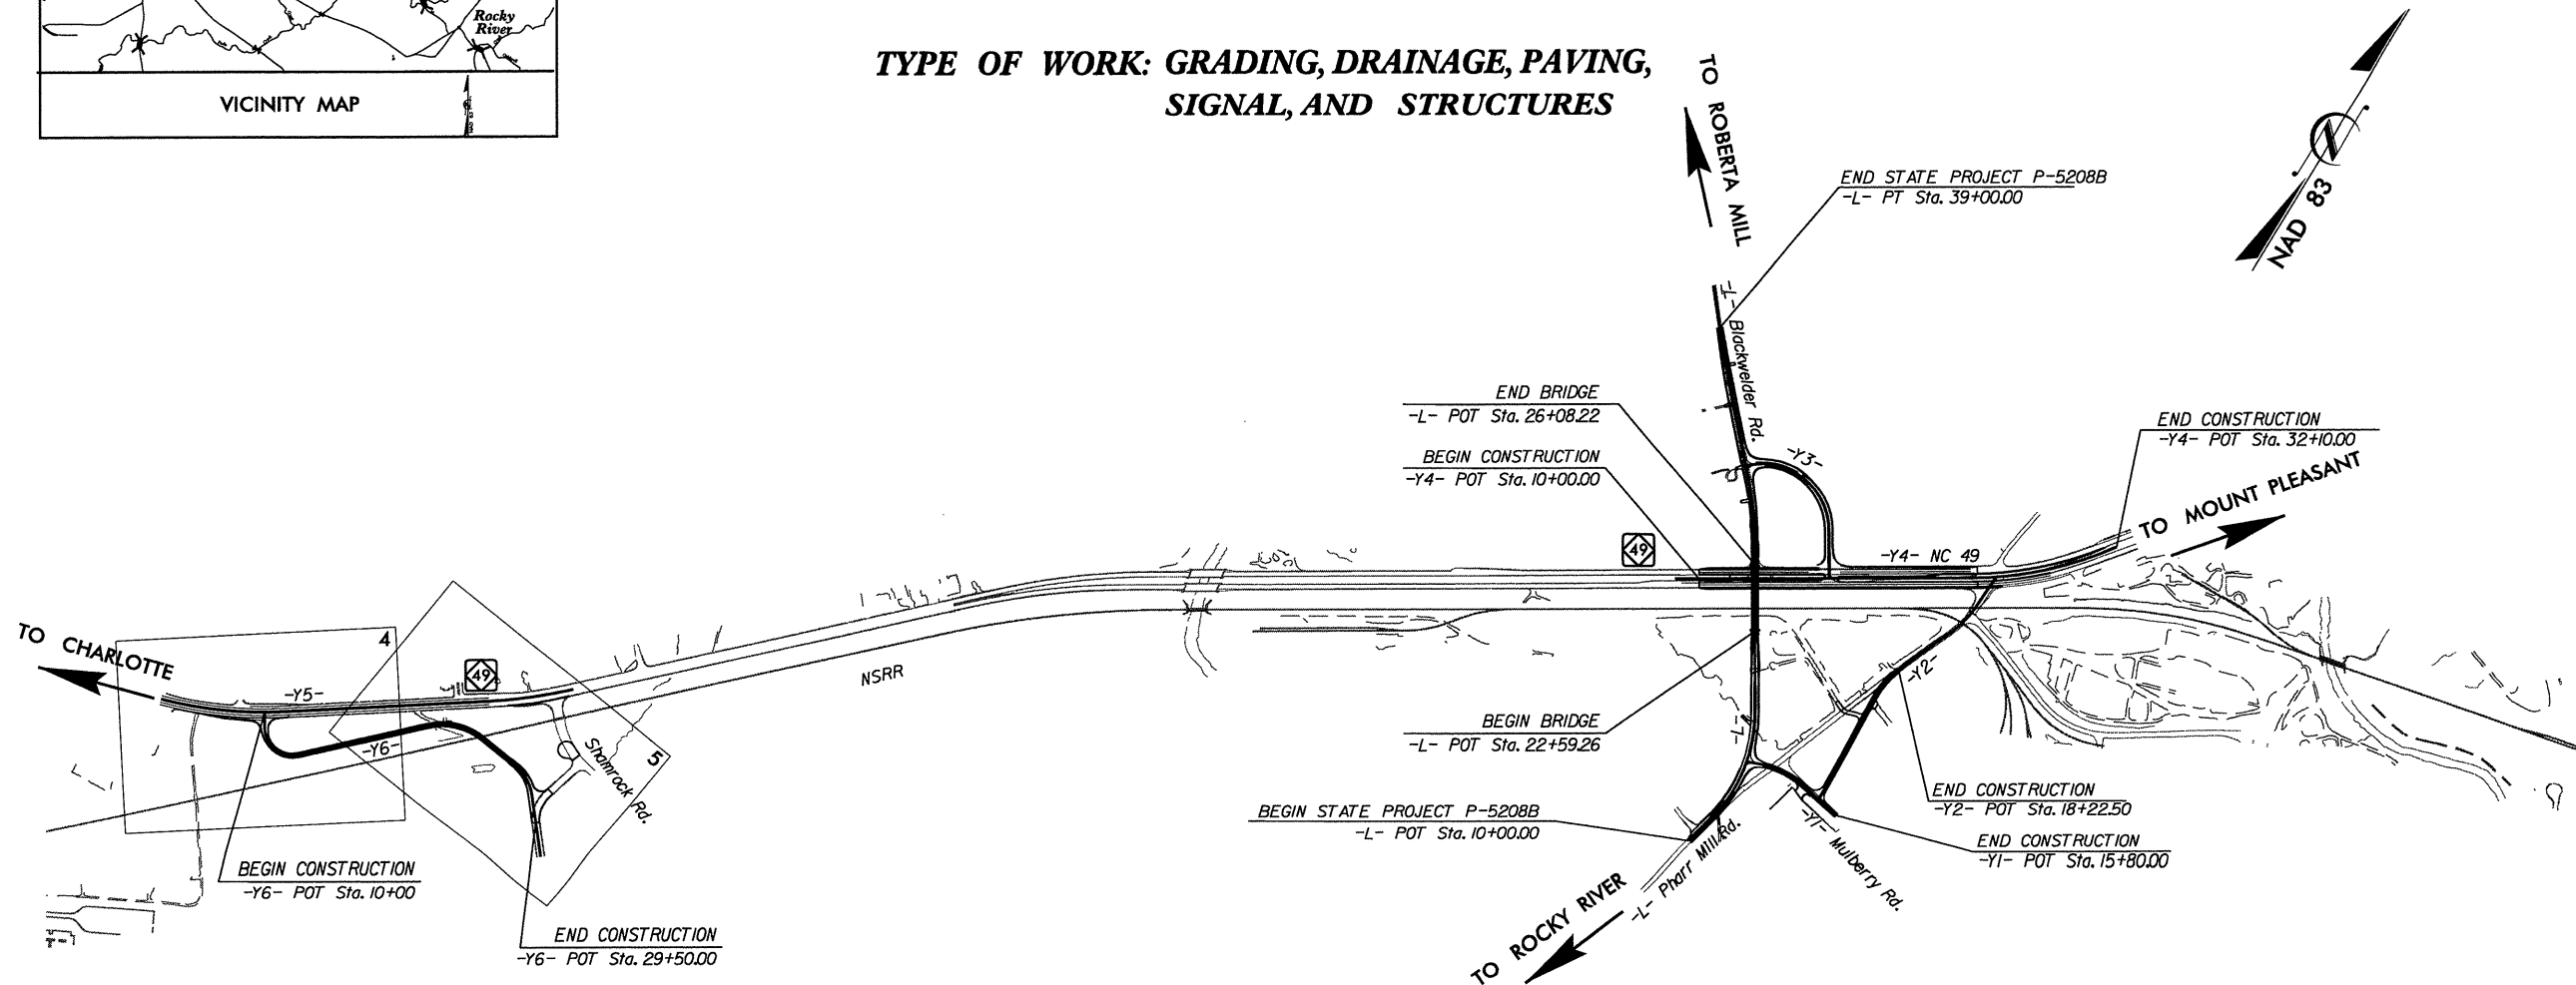 Rocky
River
VICINITY MAP
TYPE OF WORK: GRADING, DRAINAGE, PAVING,
SIGNAL, AND STRUCTURES
TO ROBERTA MILL
NAD 83
END STATE PROJECT P-5208B
-L- PT Sta. 39+00.00
-L- Blackwelder Rd.
END BRIDGE
-L- POT Sta. 26+08.22
BEGIN CONSTRUCTION
-Y4- POT Sta. 10+00.00
-Y3-
END CONSTRUCTION
-Y4- POT Sta. 32+10.00
TO MOUNT PLEASANT
49
-Y4- NC 49
TO CHARLOTTE
4
49
-Y5-
-Y6-
NSRR
Shamrock Rd.
5
-Y2-
-L-
BEGIN BRIDGE
-L- POT Sta. 22+59.26
BEGIN STATE PROJECT P-5208B
-L- POT Sta. 10+00.00
END CONSTRUCTION
-Y2- POT Sta. 18+22.50
END CONSTRUCTION
-Y1- POT Sta. 15+80.00
-Y1- Mulberry Rd.
-L- Pharr Mill Rd.
TO ROCKY RIVER
BEGIN CONSTRUCTION
-Y6- POT Sta. 10+00
END CONSTRUCTION
-Y6- POT Sta. 29+50.00